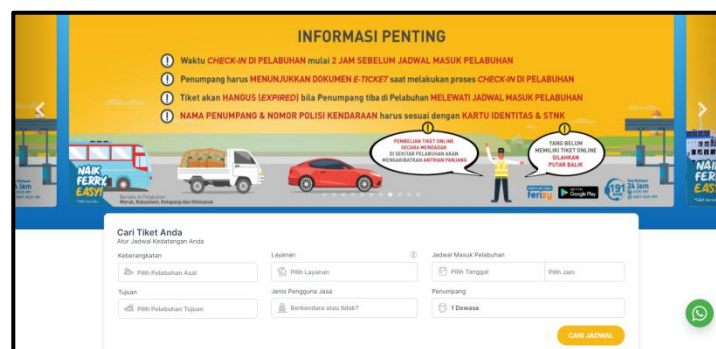 INFORMASI PENTING
Waktu CHECK-IN DI PELABUHAN mulai 2 JAM SEBELUM JADWAL MASUK PELABUHAN
Penumpang harus MENUNJUKKAN DOKUMEN E-TICKET saat melakukan proses CHECK-IN DI PELABUHAN
Tiket akan HANGUS (EXPIRED) bila Penumpang tiba di Pelabuhan MELEWATI JADWAL MASUK PELABUHAN
NAMA PENUMPANG & NOMOR POLISI KENDARAAN harus sesuai dengan KARTU IDENTITAS & STNK
PEMBELIAN TIKET ONLINE
SECARA MENDADAK
DI SEKITAR PELABUHAN AKAN
MENGAKIBATKAN ANTRIAN PANJANG
YANG BELUM
MEMILIKI TIKET ONLINE
SILAHKAN
PUTAR BALIK
NAIK
FERRY
EASY!
Merak, Bakauheni, Ketapang dan Gilimanuk
ferizy
Google Play
191
24 Jam
Cari Tiket Anda
Atur Jadwal Kedatangan Anda
Keberangkatan
Pilih Pelabuhan Asal
Layanan
Pilih Layanan
Jadwal Masuk Pelabuhan
Pilih Tanggal
Pilih Jam
Tujuan
Pilih Pelabuhan Tujuan
Jenis Pengguna Jasa
Berkendara atau tidak?
Penumpang
1 Dewasa
CARI JADWAL